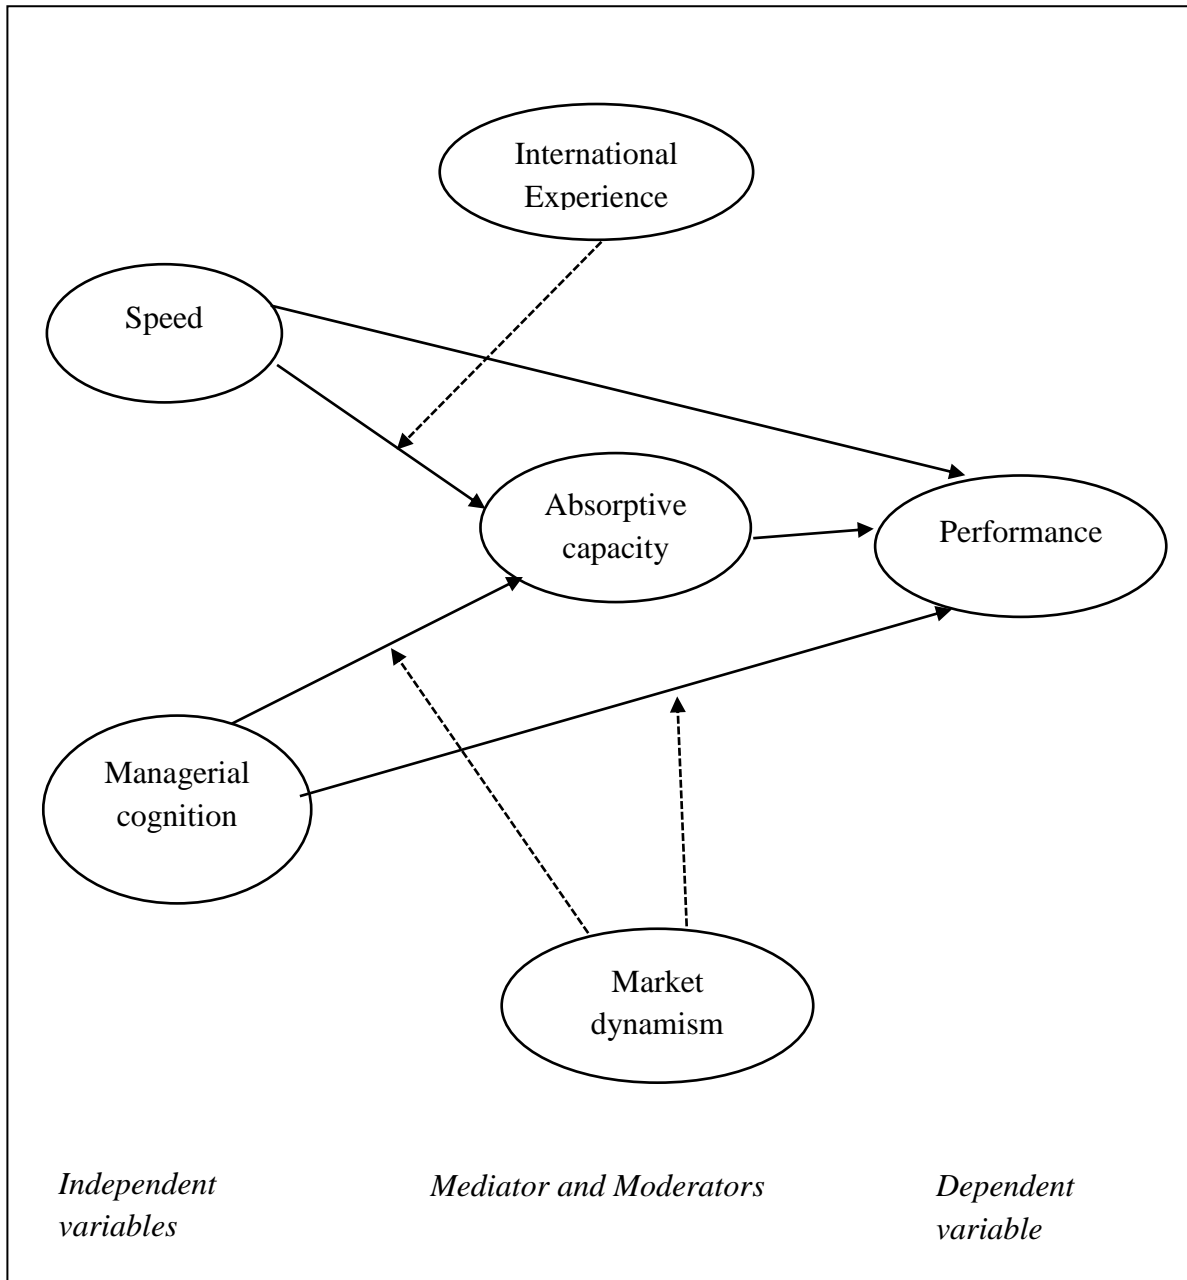 International
Experience
Speed
Absorptive
capacity
Performance
Managerial
cognition
Market
dynamism
Independent
variables
Mediator and Moderators
Dependent
variable